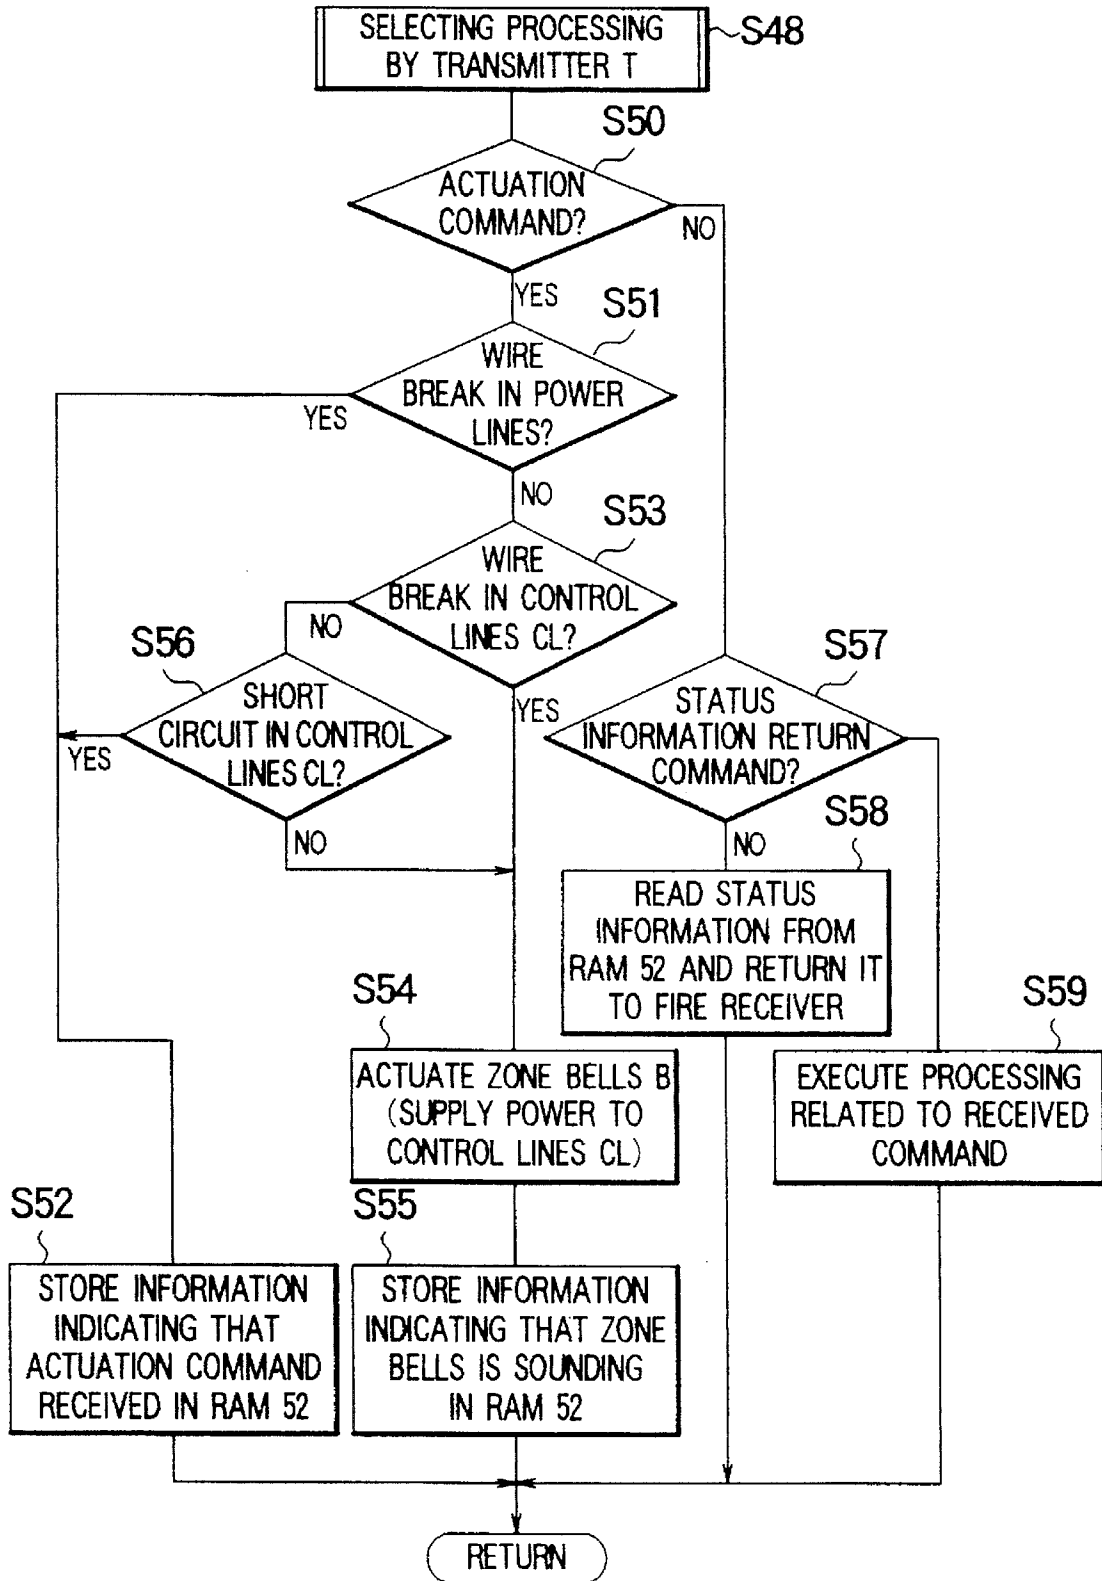 SELECTING PROCESSING
BY TRANSMITTER T
S48
S50
ACTUATION
COMMAND?
NO
YES
S51
WIRE
BREAK IN POWER
LINES?
YES
NO
S53
WIRE
BREAK IN CONTROL
LINES CL?
NO
YES
S56
SHORT
CIRCUIT IN CONTROL
LINES CL?
YES
NO
S57
STATUS
INFORMATION RETURN
COMMAND?
NO
S58
READ STATUS
INFORMATION FROM
RAM 52 AND RETURN IT
TO FIRE RECEIVER
S54
ACTUATE ZONE BELLS B
(SUPPLY POWER TO
CONTROL LINES CL)
S59
EXECUTE PROCESSING
RELATED TO RECEIVED
COMMAND
S52
STORE INFORMATION
INDICATING THAT
ACTUATION COMMAND
RECEIVED IN RAM 52
S55
STORE INFORMATION
INDICATING THAT ZONE
BELLS IS SOUNDING
IN RAM 52
RETURN